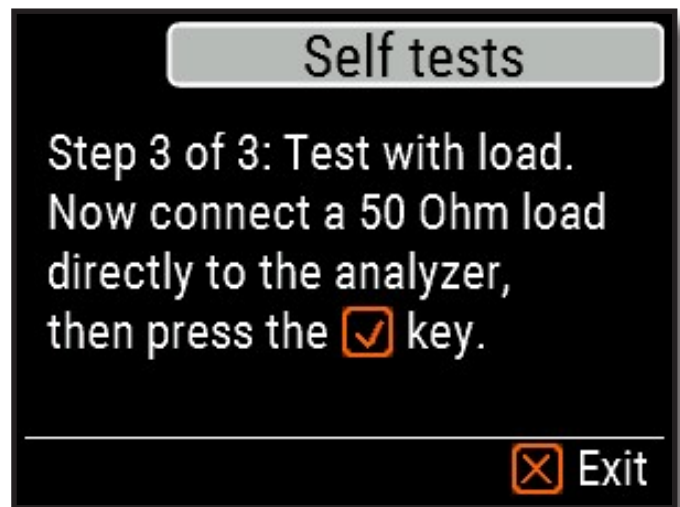 Self tests
Step 3 of 3: Test with load.
Now connect a 50 Ohm load
directly to the analyzer,
then press the key.
Exit